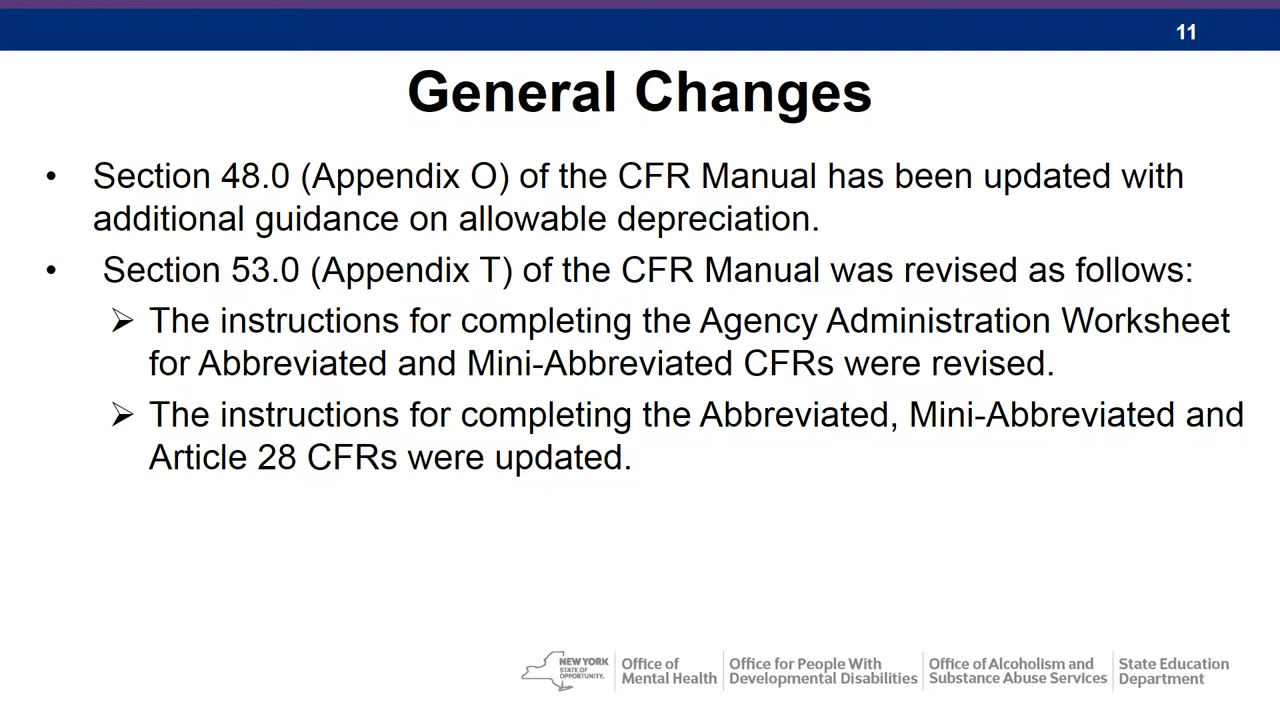 11
General Changes
• Section 48.0 (Appendix O) of the CFR Manual has been updated with
additional guidance on allowable depreciation.
• Section 53.0 (Appendix T) of the CFR Manual was revised as follows:
➢ The instructions for completing the Agency Administration Worksheet
for Abbreviated and Mini-Abbreviated CFRs were revised.
➢ The instructions for completing the Abbreviated, Mini-Abbreviated and
Article 28 CFRs were updated.
NEW YORK
STATE OF
OPPORTUNITY.
Office of
Mental Health
Office for People With
Developmental Disabilities
Office of Alcoholism and
Substance Abuse Services
State Education
Department